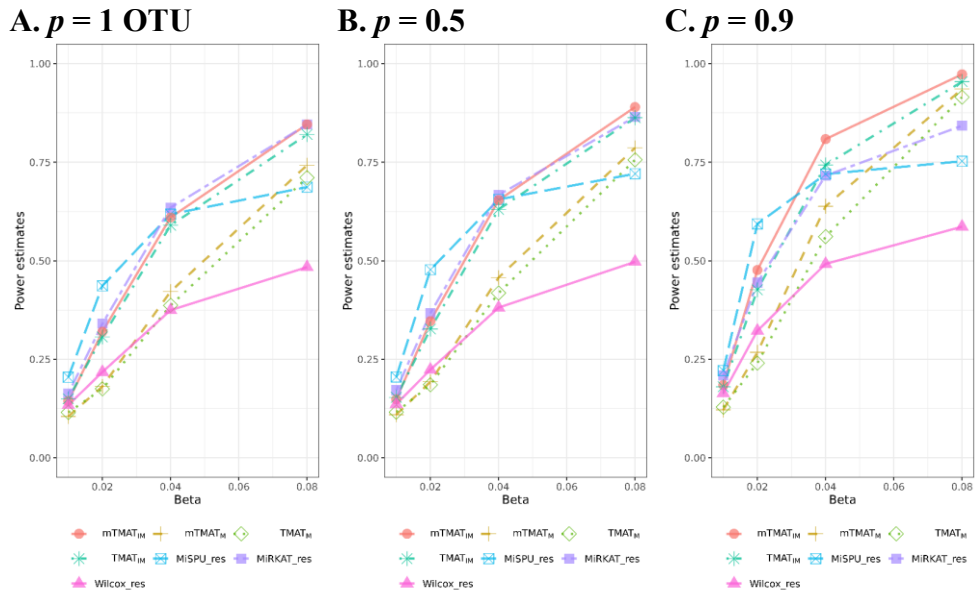 A. p = 1 OTU
B. p = 0.5
C. p = 0.9
Power estimates
1.00
0.75
0.50
0.25
0.00
0.02
0.04
0.06
0.08
Beta
Power estimates
1.00
0.75
0.50
0.25
0.00
0.02
0.04
0.06
0.08
Beta
Power estimates
1.00
0.75
0.50
0.25
0.00
0.02
0.04
0.06
0.08
Beta
mTMAT_IM mTMAT_M TMAT_M
TMAT_IM MiSPU_res MiRKAT_res
Wilcox_res
mTMAT_IM mTMAT_M TMAT_M
TMAT_IM MiSPU_res MiRKAT_res
Wilcox_res
mTMAT_IM mTMAT_M TMAT_M
TMAT_IM MiSPU_res MiRKAT_res
Wilcox_res